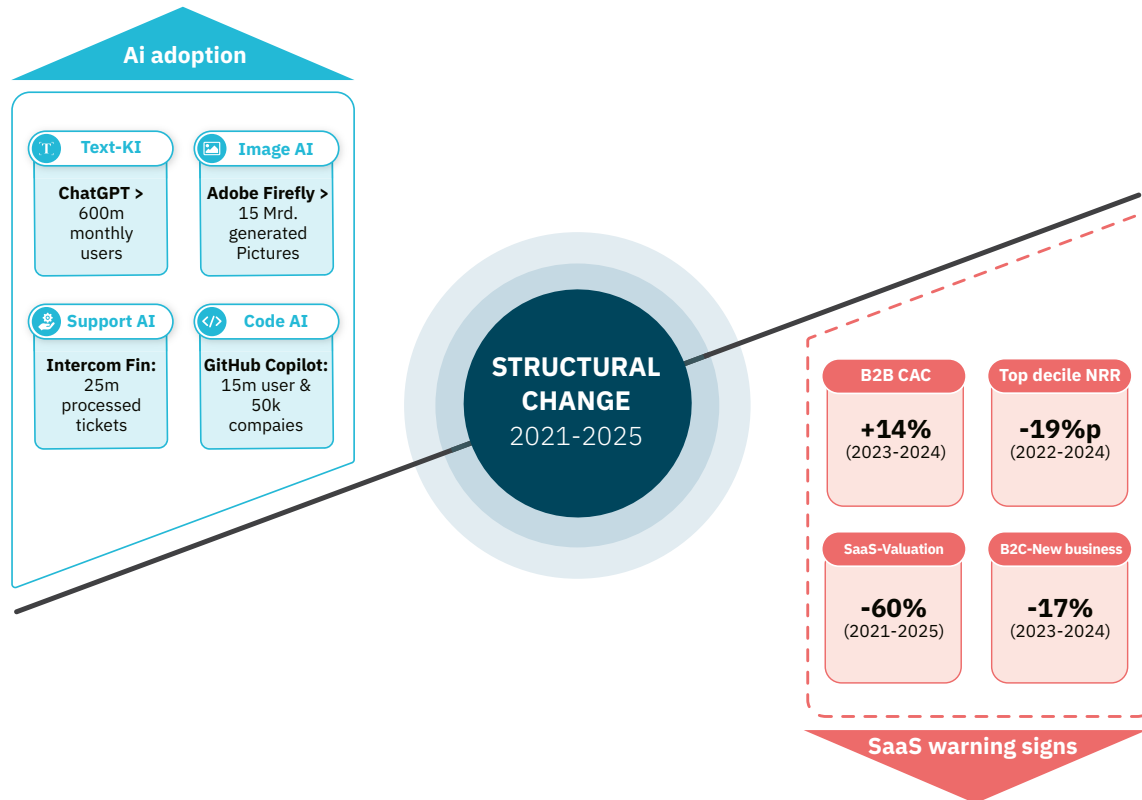 Ai adoption
Text-KI
ChatGPT >
600m
monthly
users
Image AI
Adobe Firefly >
15 Mrd.
generated
Pictures
Support AI
Intercom Fin:
25m
processed
tickets
Code AI
GitHub Copilot:
15m user &
50k
compaies
STRUCTURAL
CHANGE
2021-2025
B2B CAC
+14%
(2023-2024)
Top decile NRR
-19%p
(2022-2024)
SaaS-Valuation
-60%
(2021-2025)
B2C-New business
-17%
(2023-2024)
SaaS warning signs